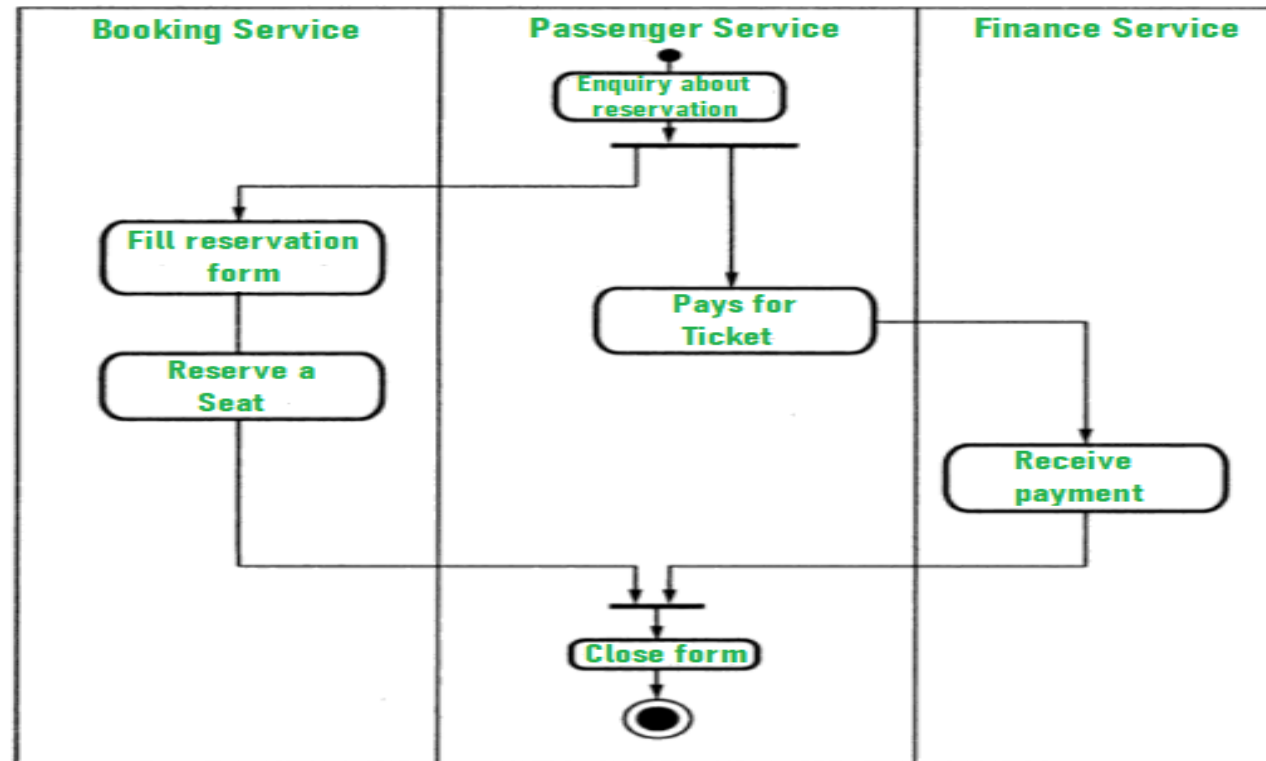 Booking Service
Passenger Service
Finance Service
Enquiry about
reservation
Fill reservation
form
Pays for
Ticket
Reserve a
Seat
Receive
payment
Close form